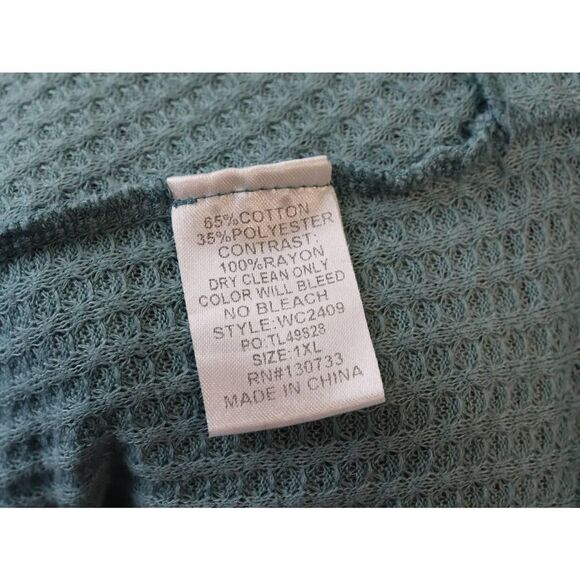 65%COTTON
35%POLYESTER
CONTRAST:
100%RAYON
DRY CLEAN ONLY
COLOR WILL BLEED
NO BLEACH
STYLE:WC2409
PO:TL49528
SIZE:1XL
RN#130733
MADE IN CHINA